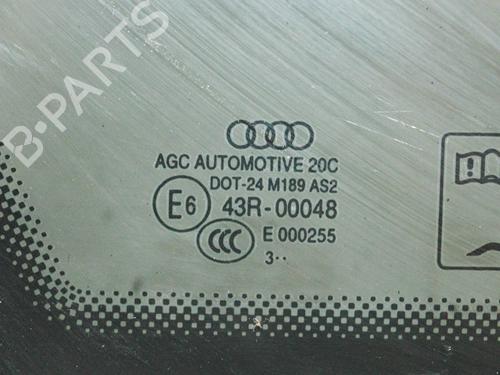 B-PARTS
AGC AUTOMOTIVE 20C
DOT-24 M189 AS2
E6 43R-00048
CCC E 000255
3··